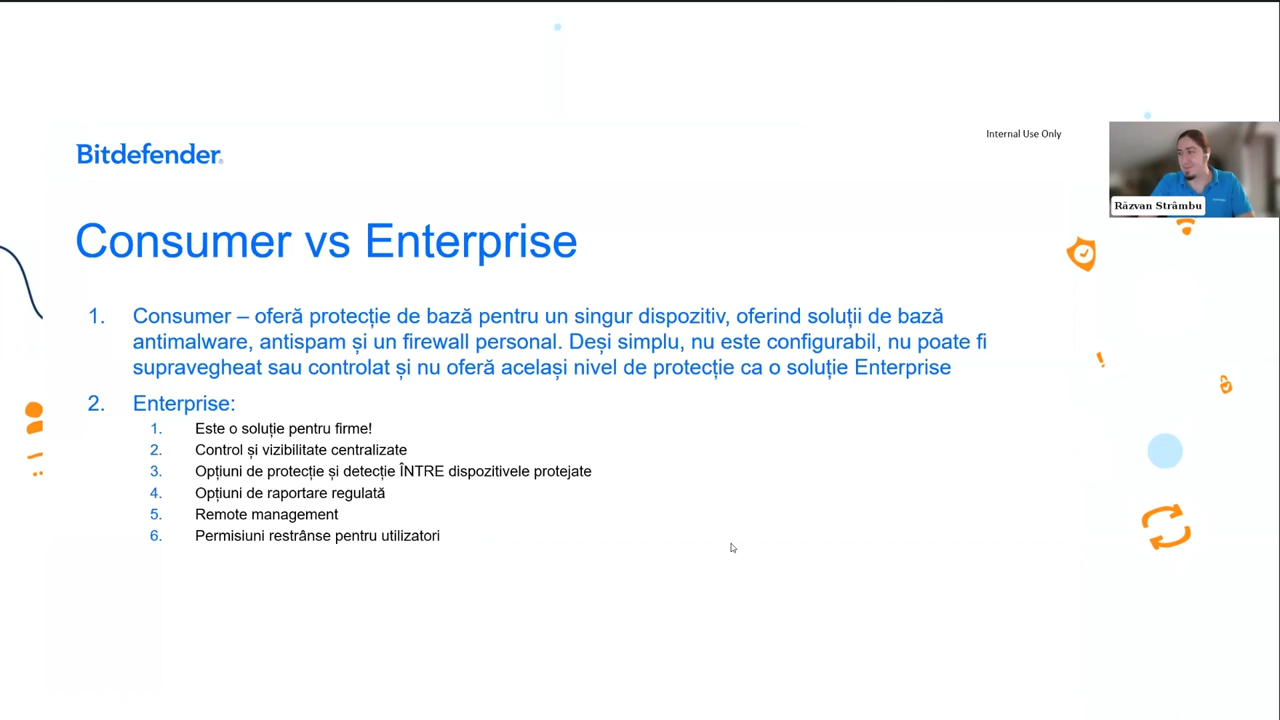 Internal Use Only
Bitdefender
Răzvan Strâmbu
Consumer vs Enterprise
1. Consumer – oferă protecție de bază pentru un singur dispozitiv, oferind soluții de bază
antimalware, antispam și un firewall personal. Deși simplu, nu este configurabil, nu poate fi
supravegheat sau controlat și nu oferă același nivel de protecție ca o soluție Enterprise
2. Enterprise:
1. Este o soluție pentru firme!
2. Control și vizibilitate centralizate
3. Opțiuni de protecție și detecție ÎNTRE dispozitivele protejate
4. Opțiuni de raportare regulată
5. Remote management
6. Permisiuni restrânse pentru utilizatori